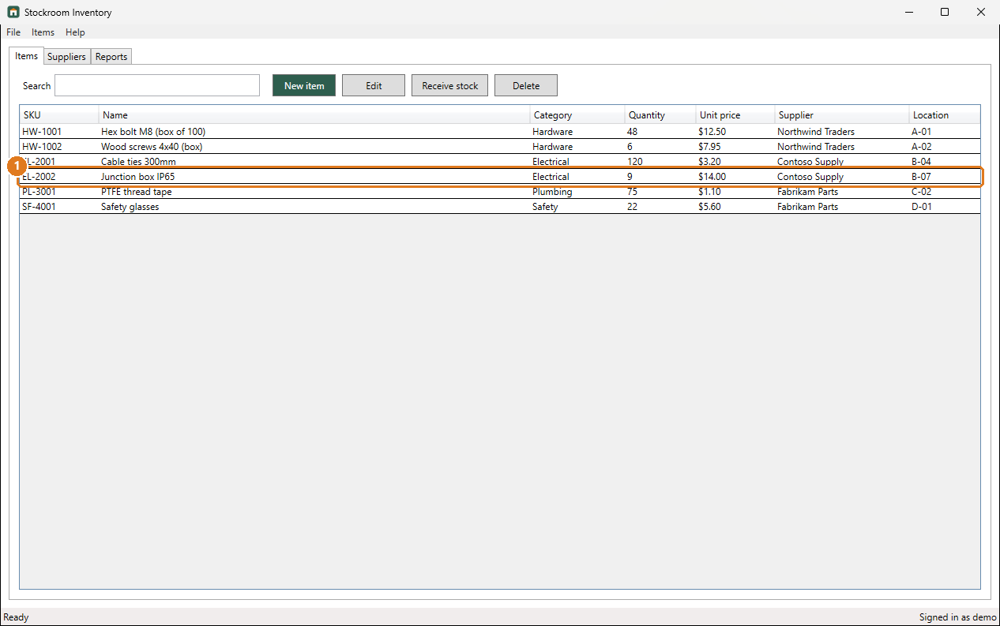 Stockroom Inventory
File Items Help
Items Suppliers Reports
Search New item Edit Receive stock Delete
SKU Name Category Quantity Unit price Supplier Location
HW-1001 Hex bolt M8 (box of 100) Hardware 48 $12.50 Northwind Traders A-01
HW-1002 Wood screws 4x40 (box) Hardware 6 $7.95 Northwind Traders A-02
EL-2001 Cable ties 300mm Electrical 120 $3.20 Contoso Supply B-04
1
EL-2002 Junction box IP65 Electrical 9 $14.00 Contoso Supply B-07
PL-3001 PTFE thread tape Plumbing 75 $1.10 Fabrikam Parts C-02
SF-4001 Safety glasses Safety 22 $5.60 Fabrikam Parts D-01
Ready Signed in as demo